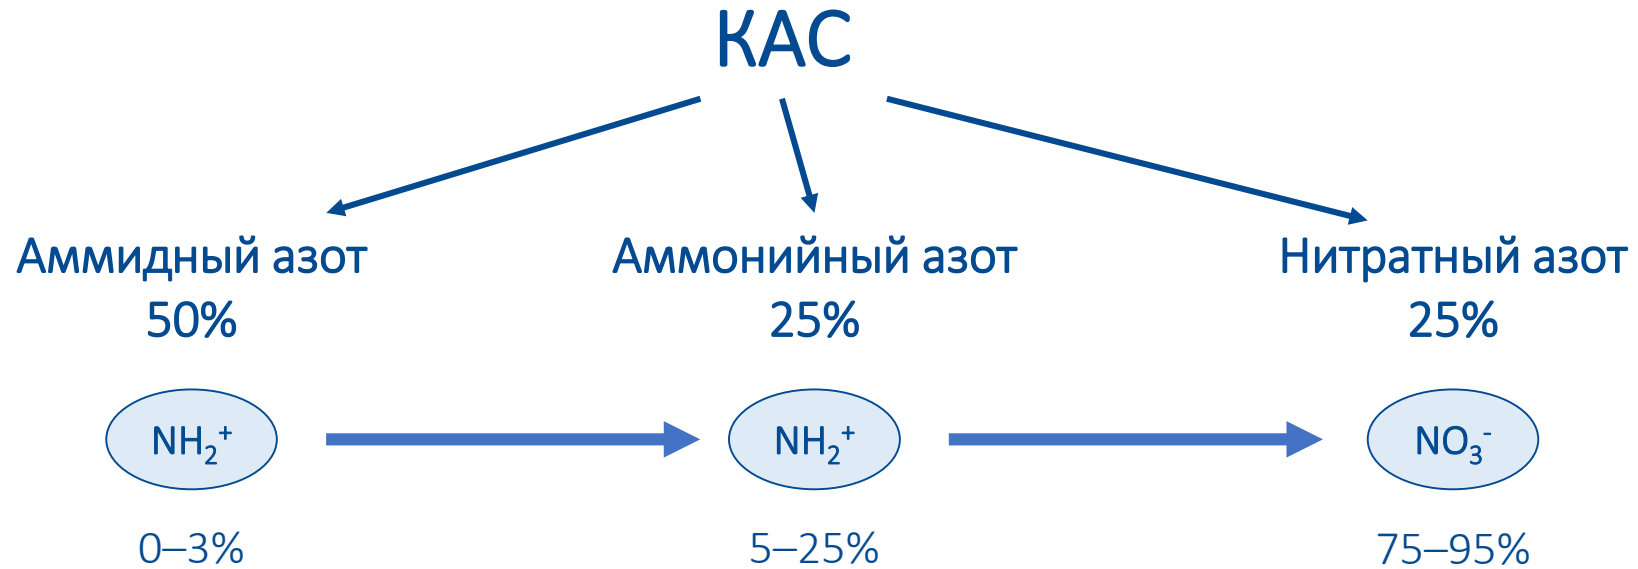 КАС
Аммидный азот
50%
Аммонийный азот
25%
Нитратный азот
25%
NH₂⁺
NH₂⁺
NO₃⁻
0–3%
5–25%
75–95%